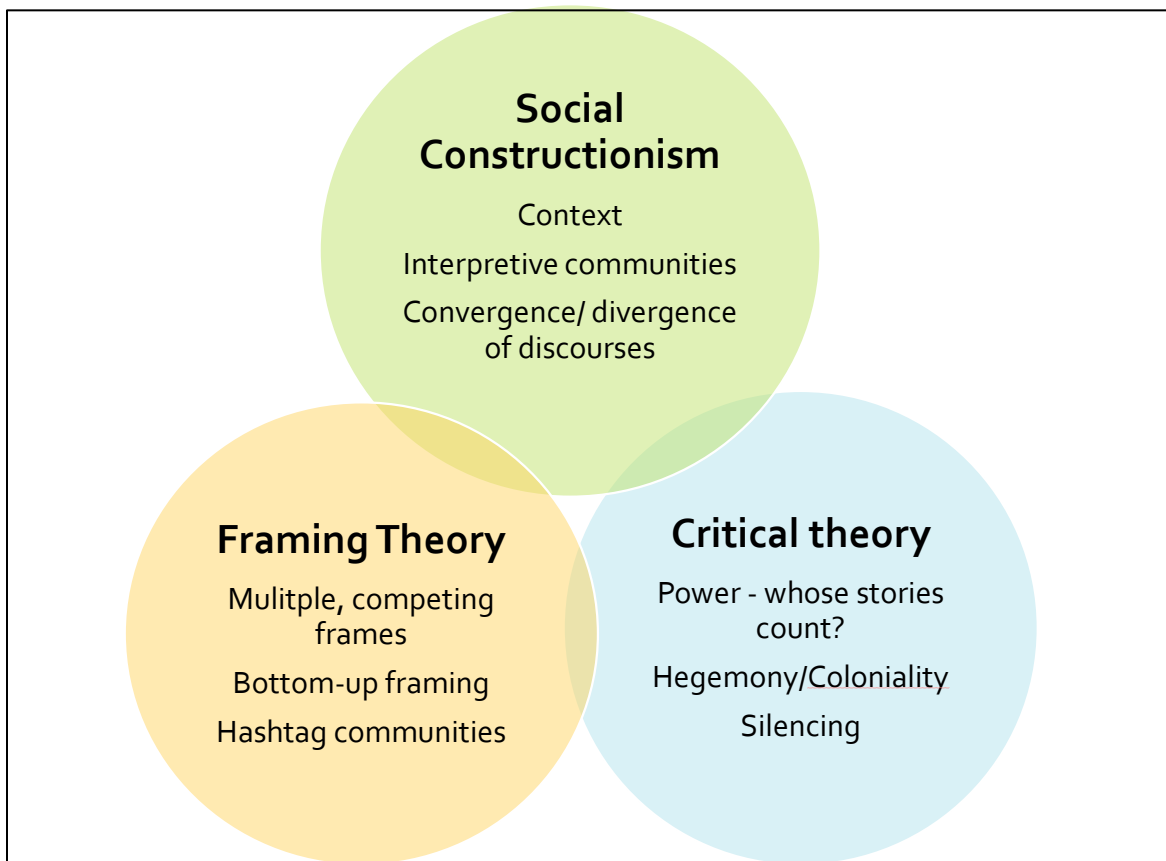 Social
Constructionism
Context
Interpretive communities
Convergence/ divergence
of discourses
Framing Theory
Mulitple, competing
frames
Bottom-up framing
Hashtag communities
Critical theory
Power - whose stories
count?
Hegemony/Coloniality
Silencing